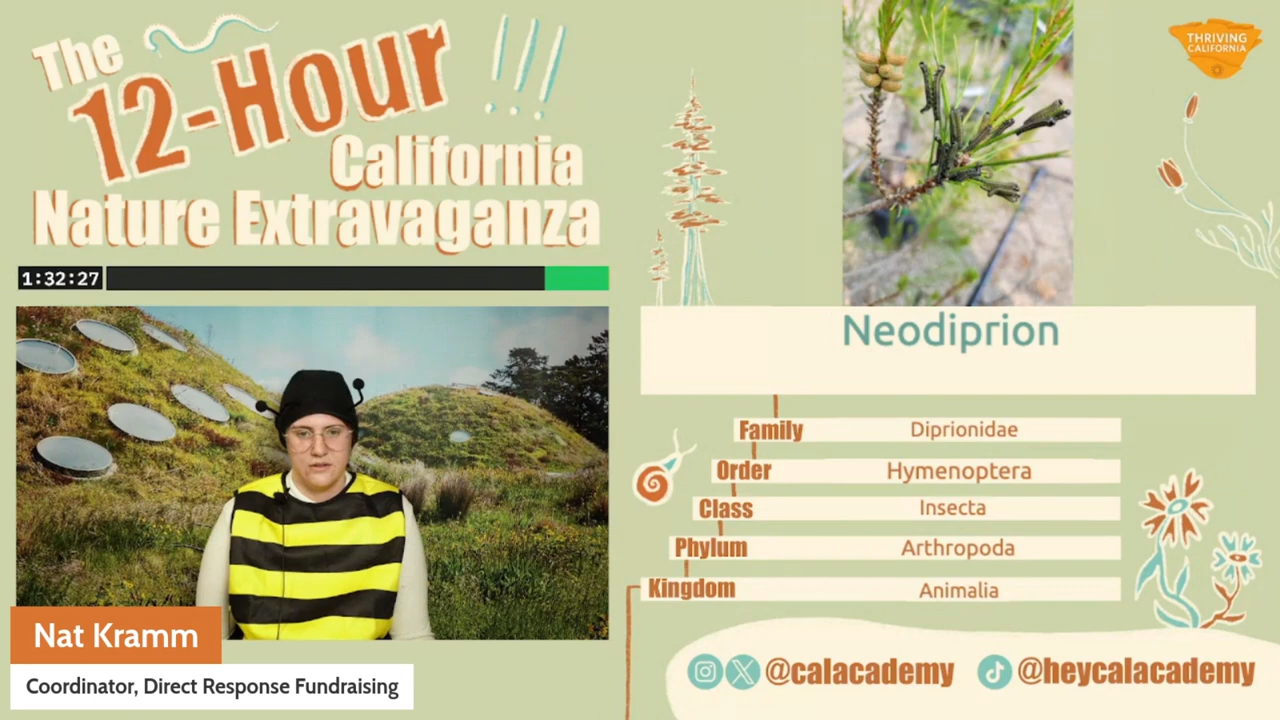 The
12-Hour
!!!
California
Nature Extravaganza
1:32:27
Nat Kramm
Coordinator, Direct Response Fundraising
THRIVING
CALIFORNIA
Neodiprion
Family Diprionidae
Order Hymenoptera
Class Insecta
Phylum Arthropoda
Kingdom Animalia
@calacademy @heycalacademy